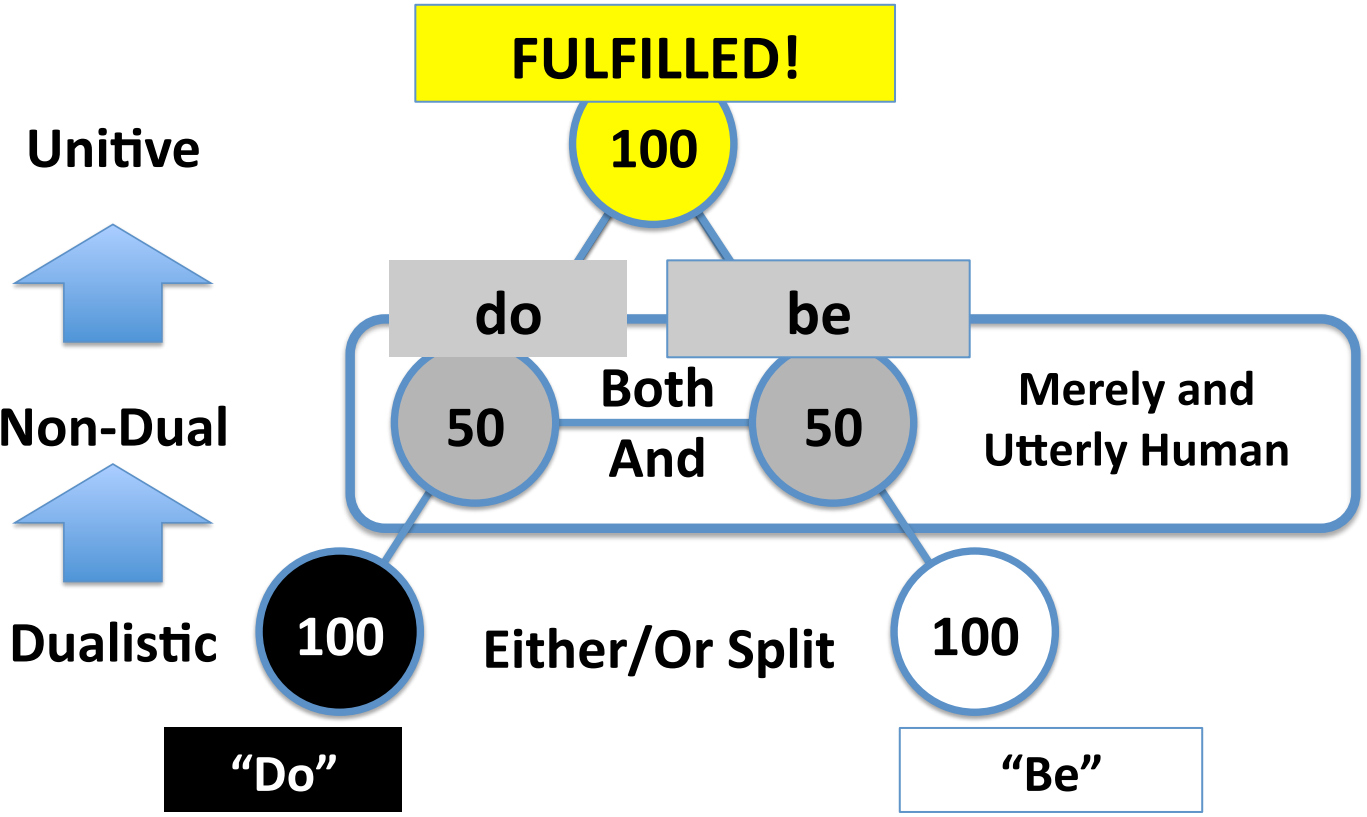 FULFILLED!
100
Unitive
do
be
Both
And
50
50
Merely and
Utterly Human
Non-Dual
100
100
Dualistic
Either/Or Split
“Do”
“Be”